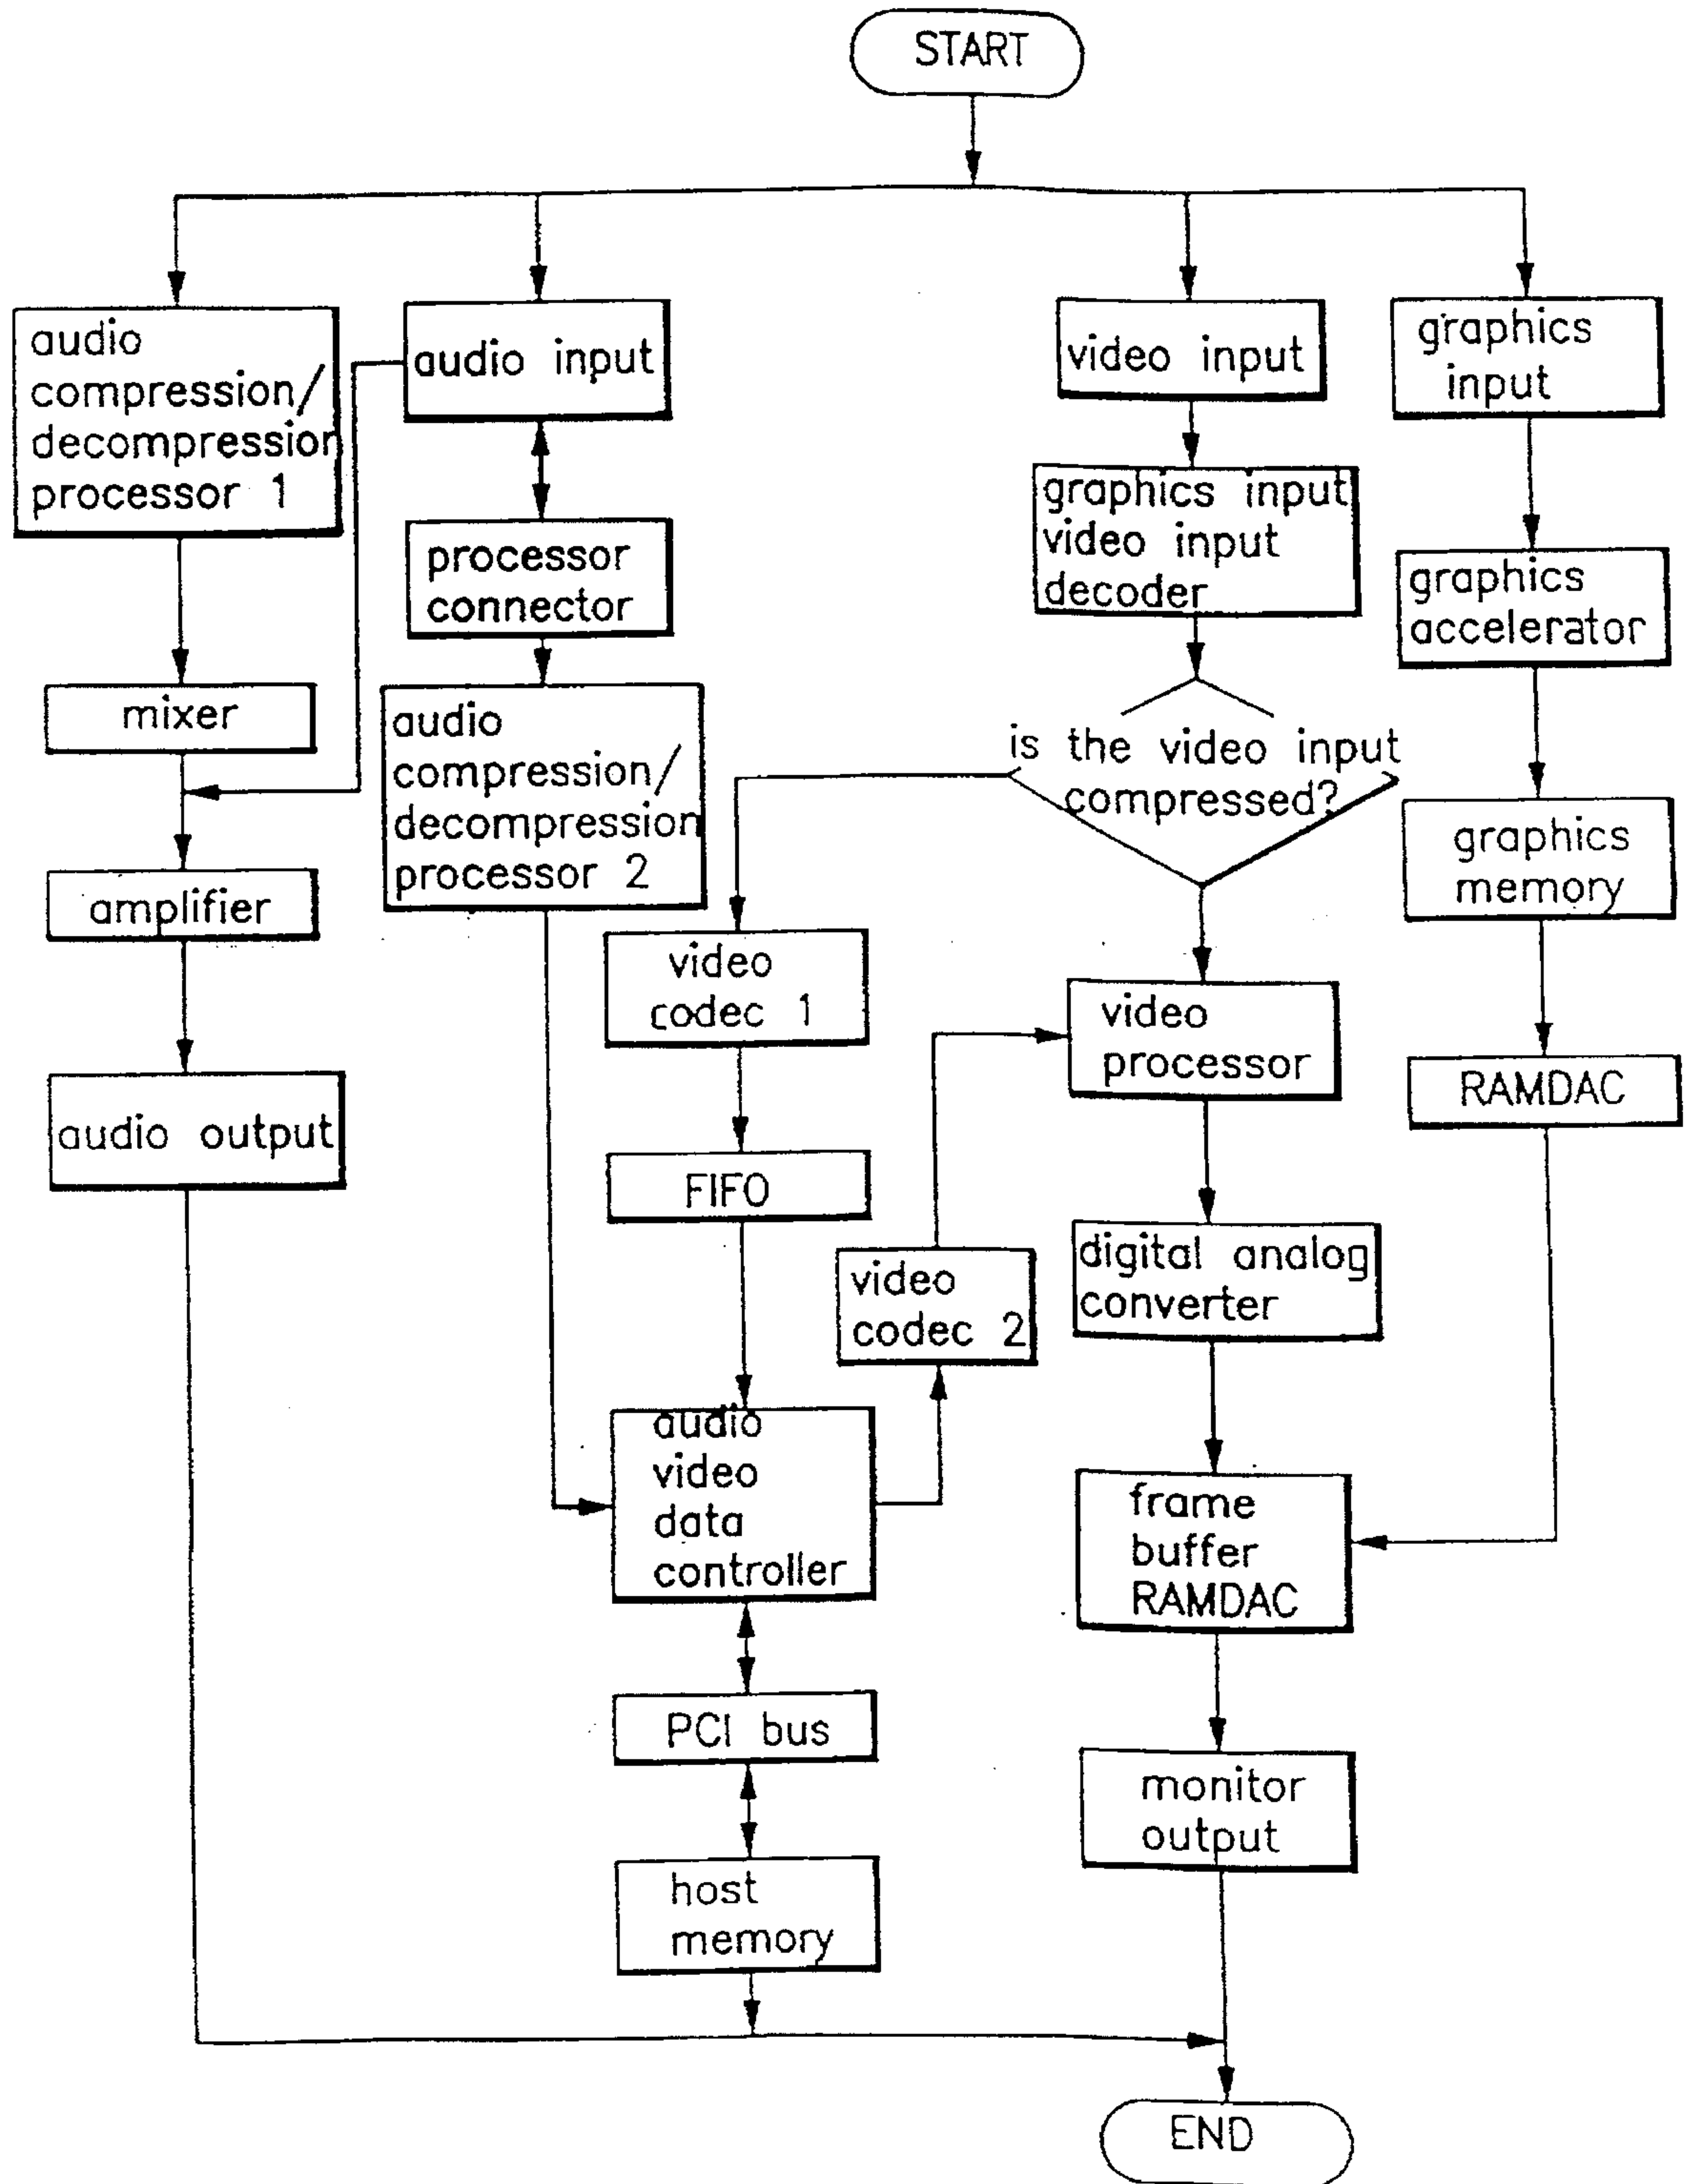 START
audio
compression/
decompression
processor 1
audio input
video input
graphics
input
graphics input
video input
decoder
processor
connector
graphics
accelerator
mixer
audio
compression/
decompression
processor 2
is the video input
compressed?
graphics
memory
amplifier
video
codec 1
video
processor
RAMDAC
audio output
FIFO
video
codec 2
digital analog
converter
audio
video
data
controller
frame
buffer
RAMDAC
PCI bus
monitor
output
host
memory
END